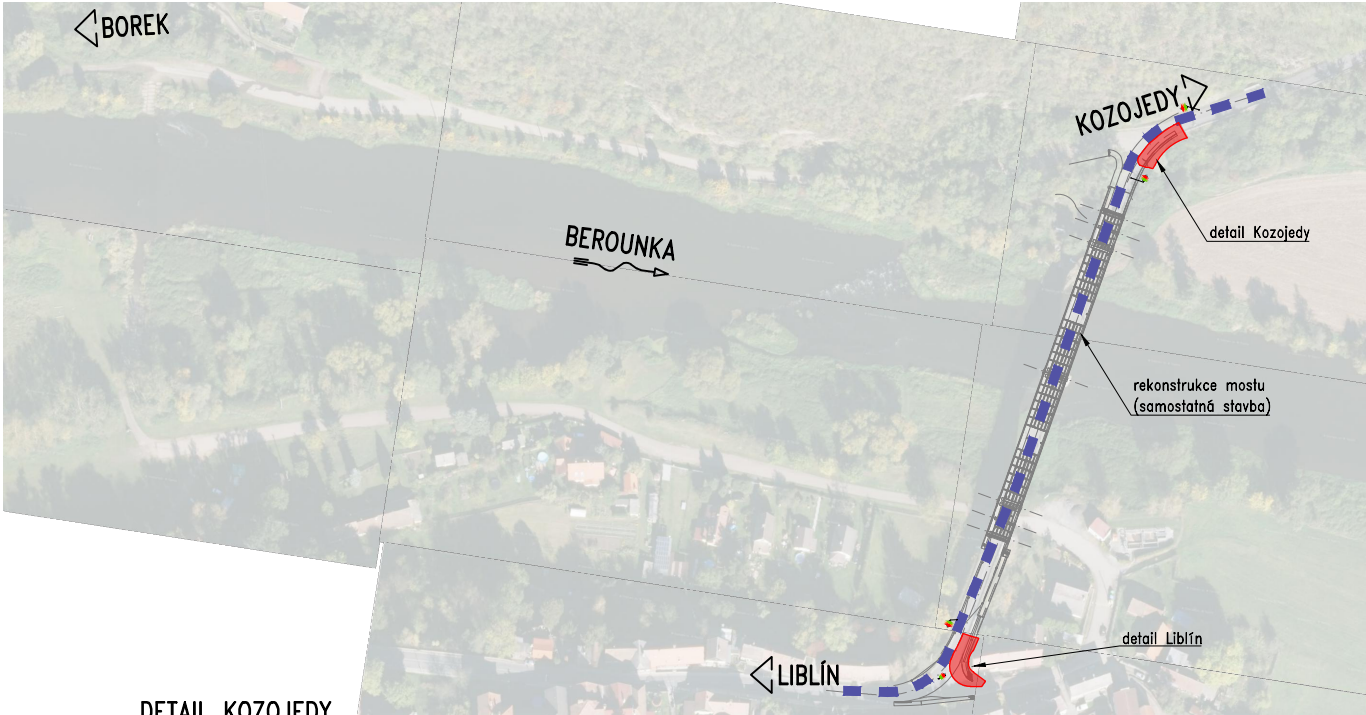 BOREK
KOZOJEDY
detail Kozojedy
BEROUNKA
rekonstrukce mostu
(samostatná stavba)
detail Liblín
LIBLÍN
DETAIL KOZOJEDY